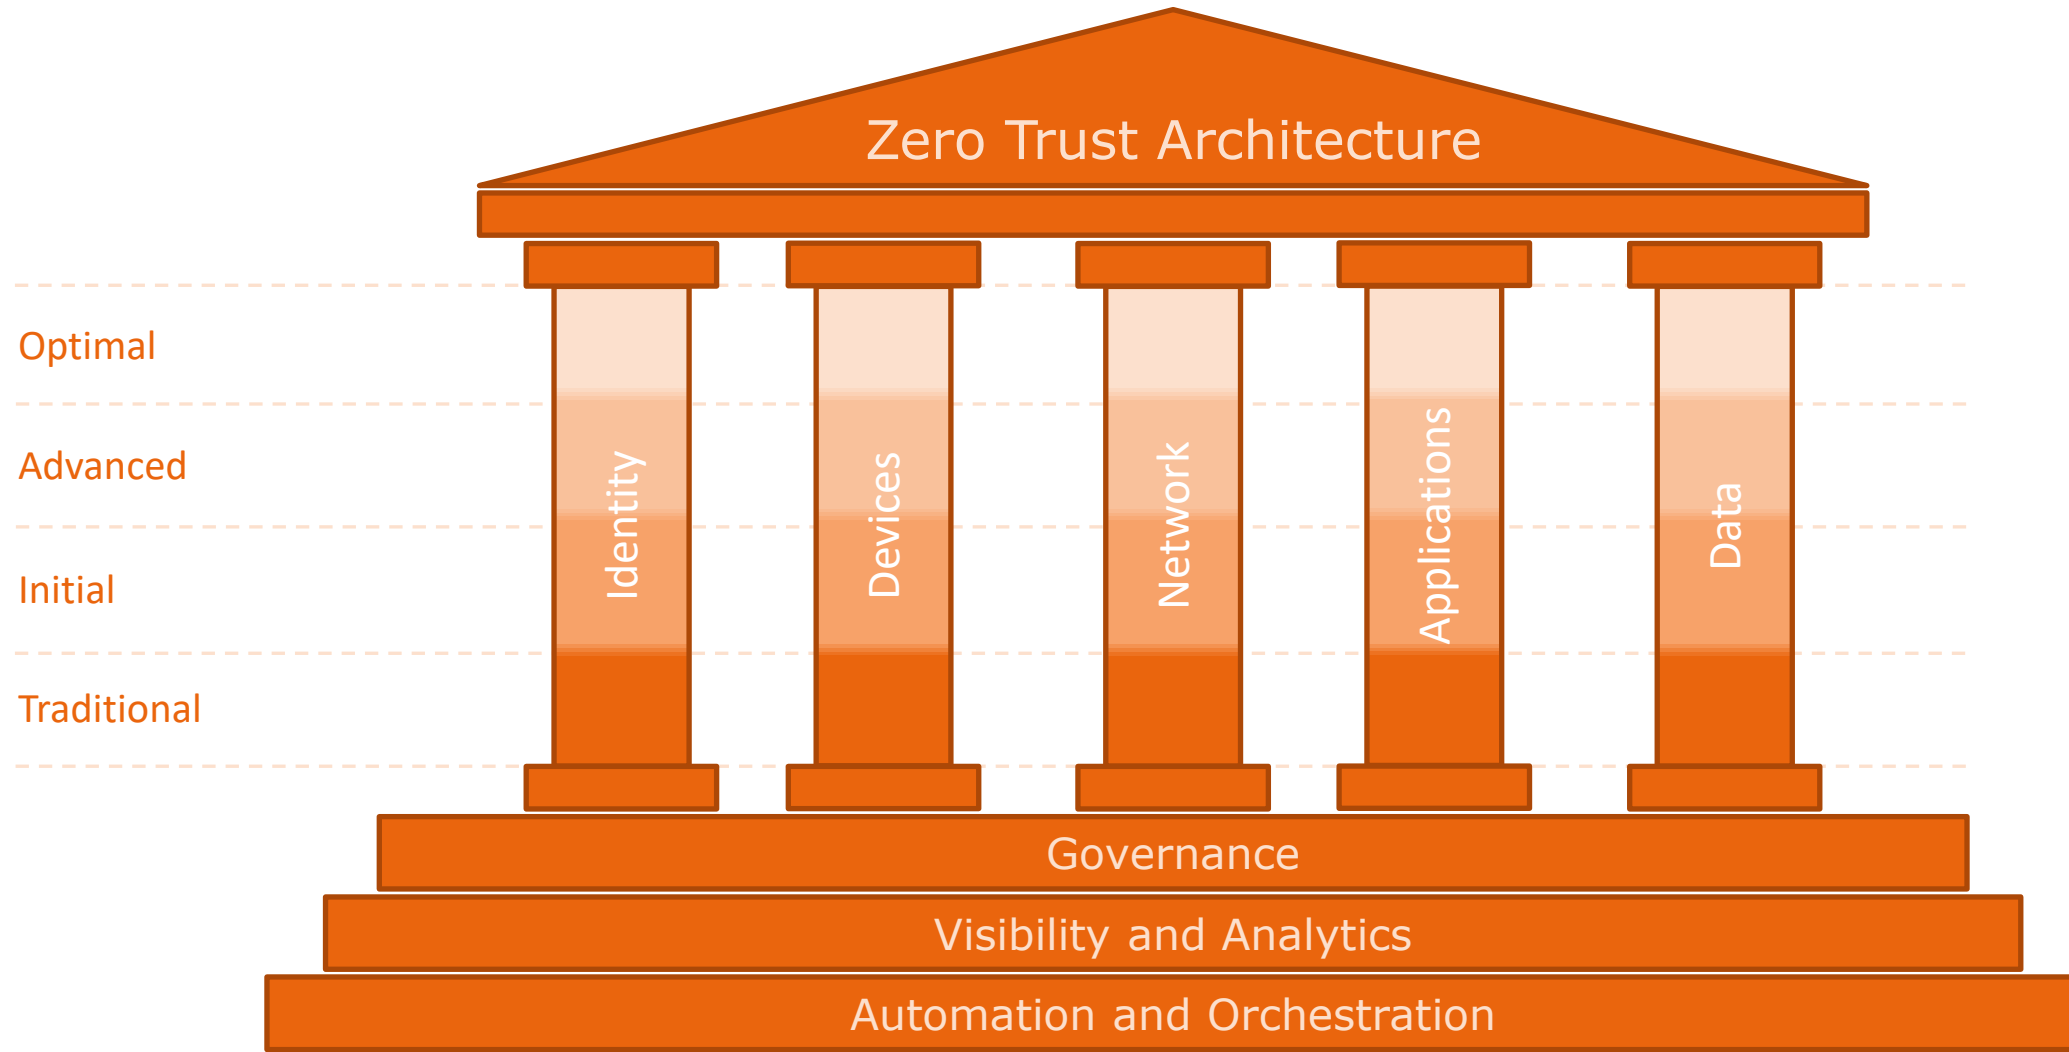 Zero Trust Architecture
Optimal
Advanced
Initial
Traditional
Identity
Devices
Network
Applications
Data
Governance
Visibility and Analytics
Automation and Orchestration